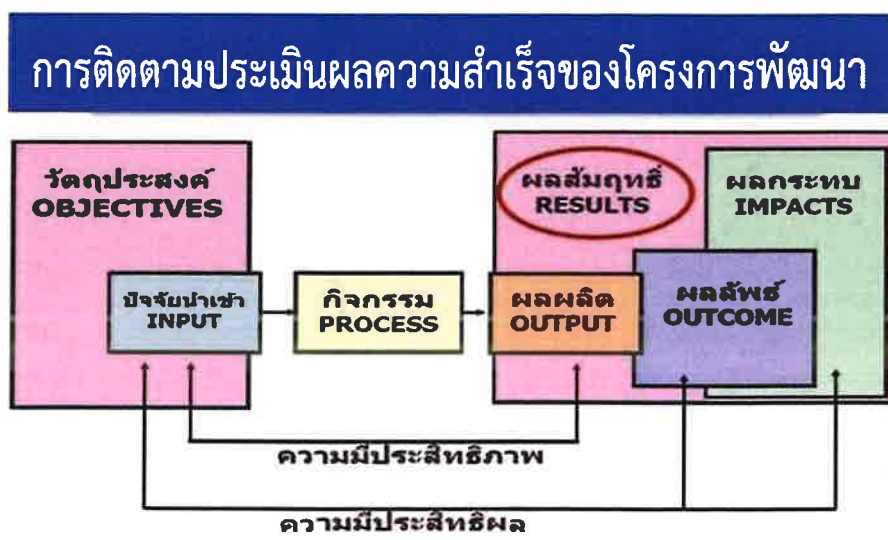 การติดตามประเมินผลความสำเร็จของโครงการพัฒนา
วัตถุประสงค์
OBJECTIVES
ปัจจัยนำเข้า
INPUT
กิจกรรม
PROCESS
ผลสัมฤทธิ์
RESULTS
ผลกระทบ
IMPACTS
ผลผลิต
OUTPUT
ผลลัพธ์
OUTCOME
ความมีประสิทธิภาพ
ความมีประสิทธิผล